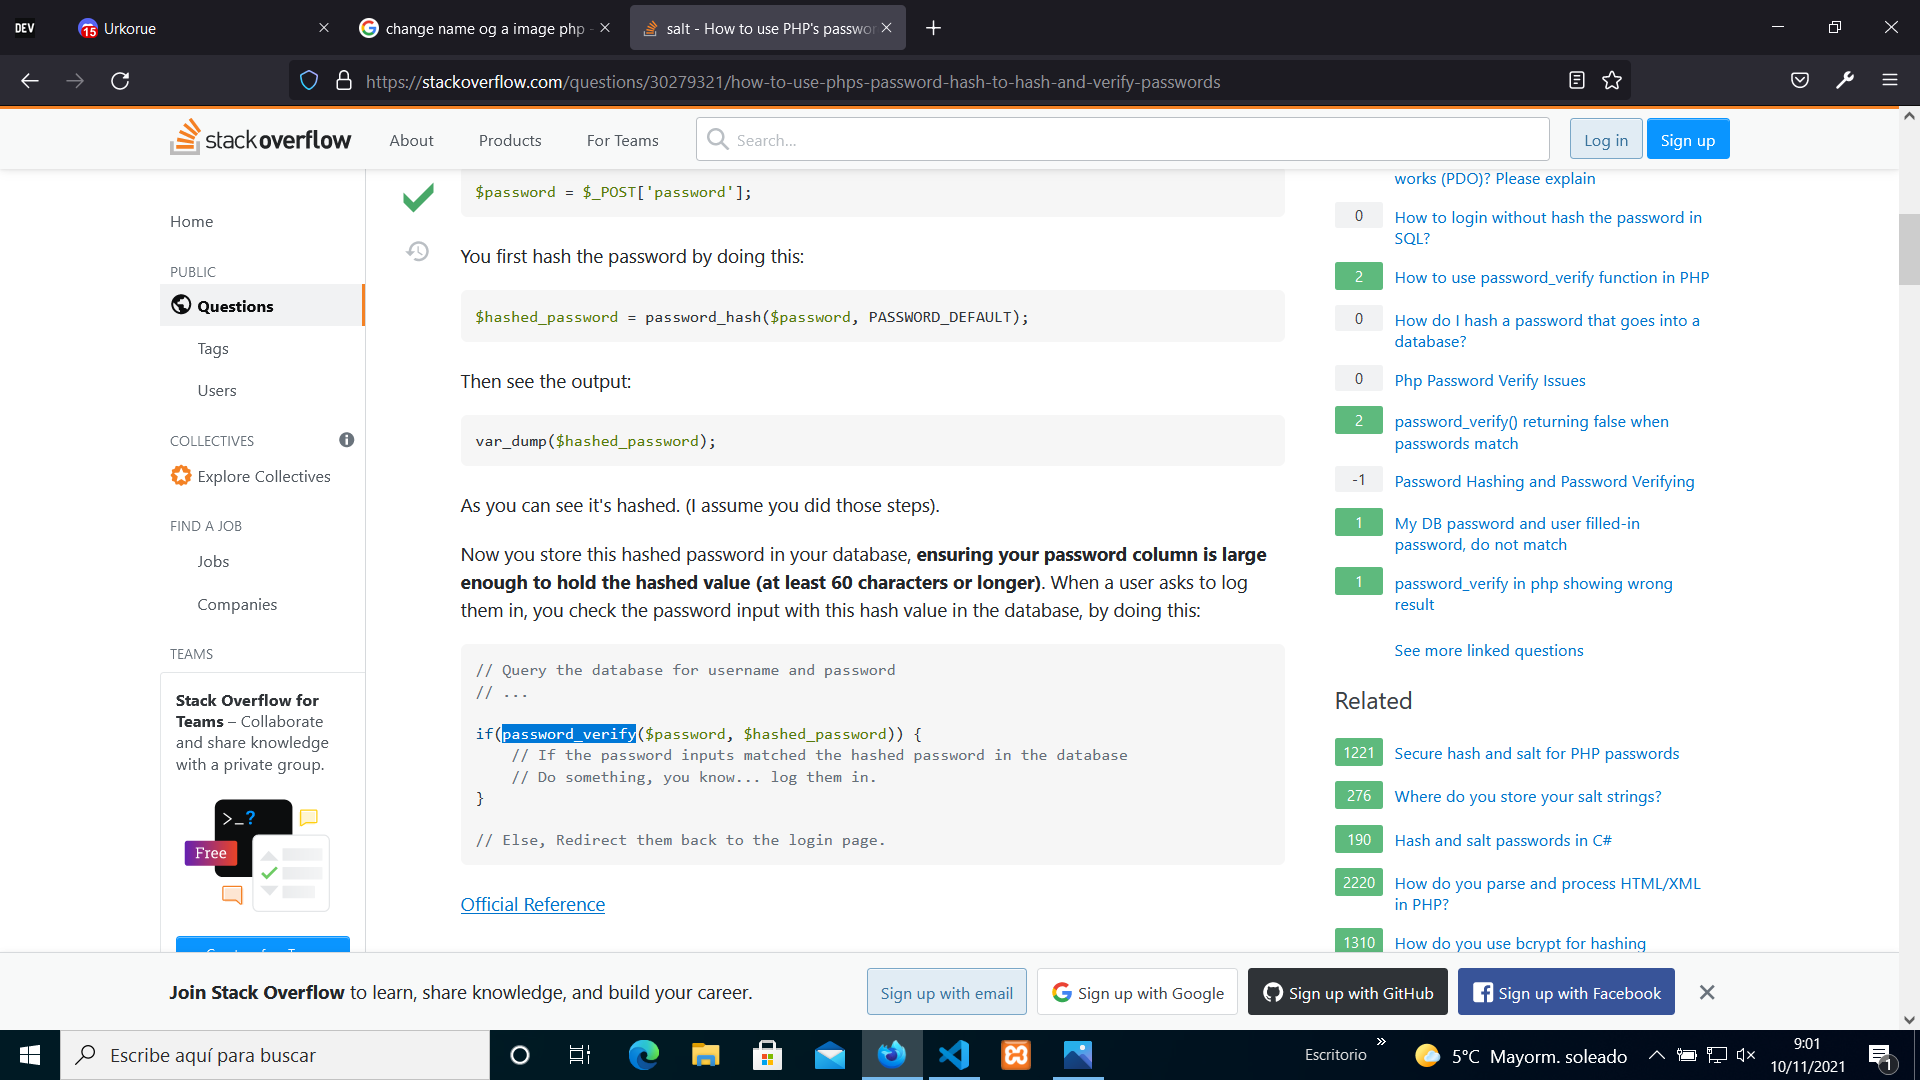 DEV
15
Urkorue
change name og a image php -
salt - How to use PHP's passwor
https://stackoverflow.com/questions/30279321/how-to-use-phps-password-hash-to-hash-and-verify-passwords
stack overflow
About
Products
For Teams
Search...
Log in
Sign up
Home
PUBLIC
Questions
Tags
Users
COLLECTIVES
Explore Collectives
FIND A JOB
Jobs
Companies
TEAMS
Stack Overflow for
Teams – Collaborate
and share knowledge
with a private group.
>_?
Free
$password = $_POST['password'];
You first hash the password by doing this:
$hashed_password = password_hash($password, PASSWORD_DEFAULT);
Then see the output:
var_dump($hashed_password);
As you can see it's hashed. (I assume you did those steps).
Now you store this hashed password in your database, ensuring your password column is large
enough to hold the hashed value (at least 60 characters or longer). When a user asks to log
them in, you check the password input with this hash value in the database, by doing this:
// Query the database for username and password
// ...
if(password_verify($password, $hashed_password)) {
// If the password inputs matched the hashed password in the database
// Do something, you know... log them in.
}
// Else, Redirect them back to the login page.
Official Reference
works (PDO)? Please explain
0 How to login without hash the password in
SQL?
2 How to use password_verify function in PHP
0 How do I hash a password that goes into a
database?
0 Php Password Verify Issues
2 password_verify() returning false when
passwords match
-1 Password Hashing and Password Verifying
1 My DB password and user filled-in
password, do not match
1 password_verify in php showing wrong
result
See more linked questions
Related
1221 Secure hash and salt for PHP passwords
276 Where do you store your salt strings?
190 Hash and salt passwords in C#
2220 How do you parse and process HTML/XML
in PHP?
1310 How do you use bcrypt for hashing
Join Stack Overflow to learn, share knowledge, and build your career.
Sign up with email
Sign up with Google
Sign up with GitHub
Sign up with Facebook
Escribe aquí para buscar
Escritorio
5°C Mayorm. soleado
9:01
10/11/2021
1